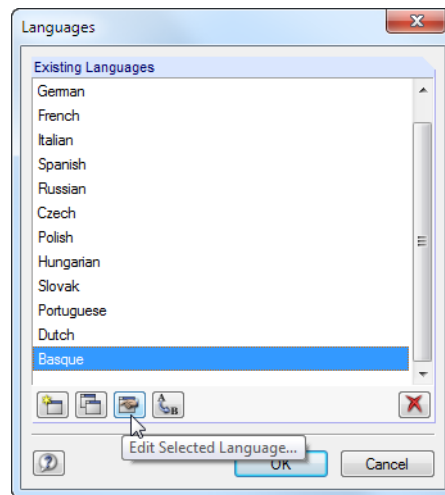 Languages
Existing Languages
German
French
Italian
Spanish
Russian
Czech
Polish
Hungarian
Slovak
Portuguese
Dutch
Basque
A
B
Edit Selected Language...
OK
Cancel